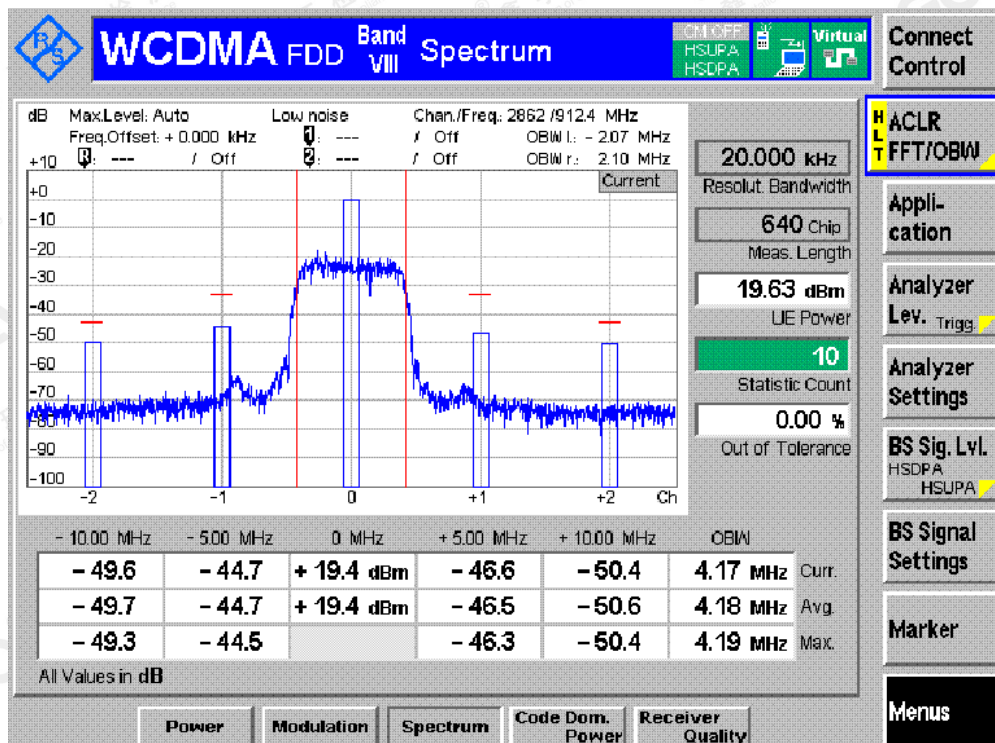 R&S
WCDMA FDD Band VIII Spectrum
CM OFF
HSUPA
HSDPA
Virtual
Connect Control
dB Max.Level: Auto Low noise Chan./Freq.: 2862 /912.4 MHz
Freq.Offset: + 0.000 kHz 1: --- / Off OBW l.: - 2.07 MHz
R: --- / Off 2: --- / Off OBW r.: 2.10 MHz
+10
Current
+0
-10
-20
-30
-40
-50
-60
-70
-80
-90
-100
-2 -1 0 +1 +2 Ch
20.000 kHz
Resolut. Bandwidth
640 Chip
Meas. Length
19.63 dBm
UE Power
10
Statistic Count
0.00 %
Out of Tolerance
- 10.00 MHz - 5.00 MHz 0 MHz + 5.00 MHz + 10.00 MHz OBW
- 49.6 - 44.7 + 19.4 dBm - 46.6 - 50.4 4.17 MHz Curr.
- 49.7 - 44.7 + 19.4 dBm - 46.5 - 50.6 4.18 MHz Avg.
- 49.3 - 44.5 - 46.3 - 50.4 4.19 MHz Max.
All Values in dB
HLT
ACLR
FFT/OBW
Appli-
cation
Analyzer
Lev. Trigg.
Analyzer
Settings
BS Sig. Lvl.
HSDPA
HSUPA
BS Signal
Settings
Marker
Menus
Power
Modulation
Spectrum
Code Dom.
Power
Receiver
Quality